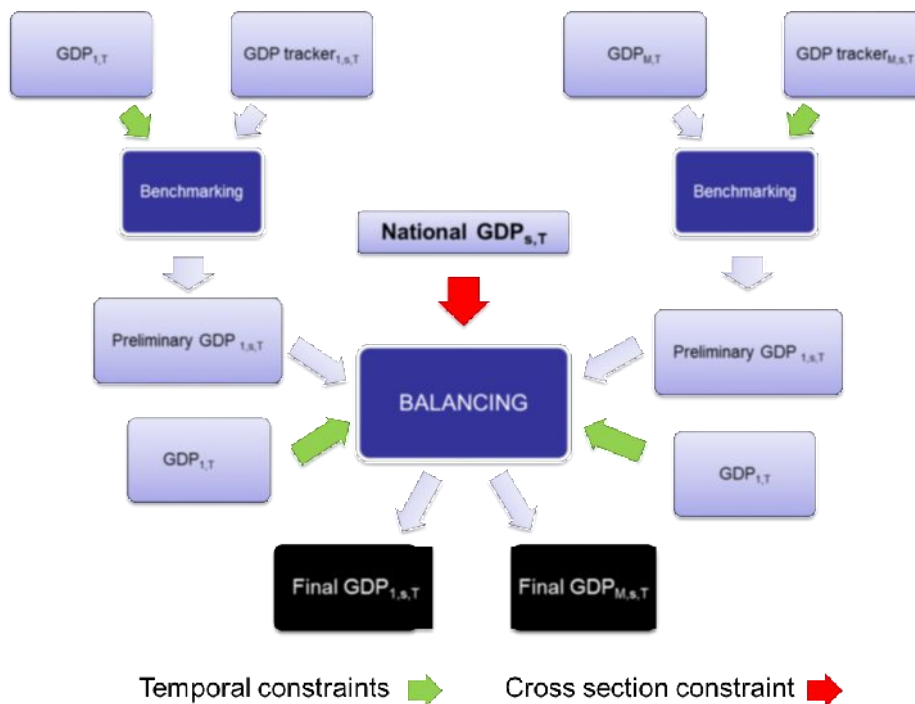 GDP1,T
GDP tracker1,s,T
GDPM,T
GDP trackerM,s,T
Benchmarking
Benchmarking
National GDPs,T
Preliminary GDP 1,s,T
Preliminary GDP 1,s,T
BALANCING
GDP1,T
GDP1,T
Final GDP1,s,T
Final GDPM,s,T
Temporal constraints
Cross section constraint